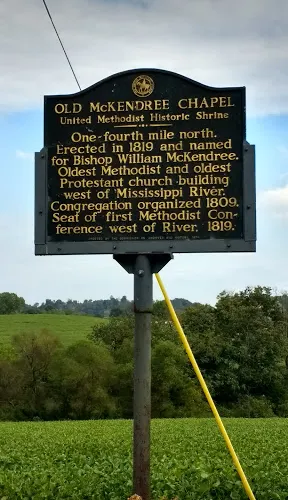 OLD McKENDREE CHAPEL
United Methodist Historic Shrine
One-fourth mile north.
Erected in 1819 and named
for Bishop William McKendree.
Oldest Methodist and oldest
Protestant church building
west of Mississippi River.
Congregation organized 1809.
Seat of first Methodist Con-
ference west of River, 1819.